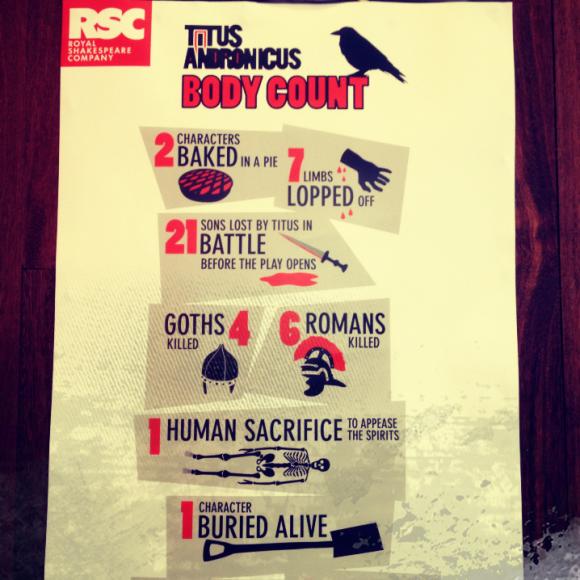 RSC
ROYAL
SHAKESPEARE
COMPANY
TITUS
ANDRONICUS
BODY COUNT
2 CHARACTERS
BAKED IN A PIE
7 LIMBS
LOPPED OFF
21 SONS LOST BY TITUS IN
BATTLE
BEFORE THE PLAY OPENS
GOTHS 4
KILLED
6 ROMANS
KILLED
1 HUMAN SACRIFICE TO APPEASE
THE SPIRITS
1 CHARACTER
BURIED ALIVE